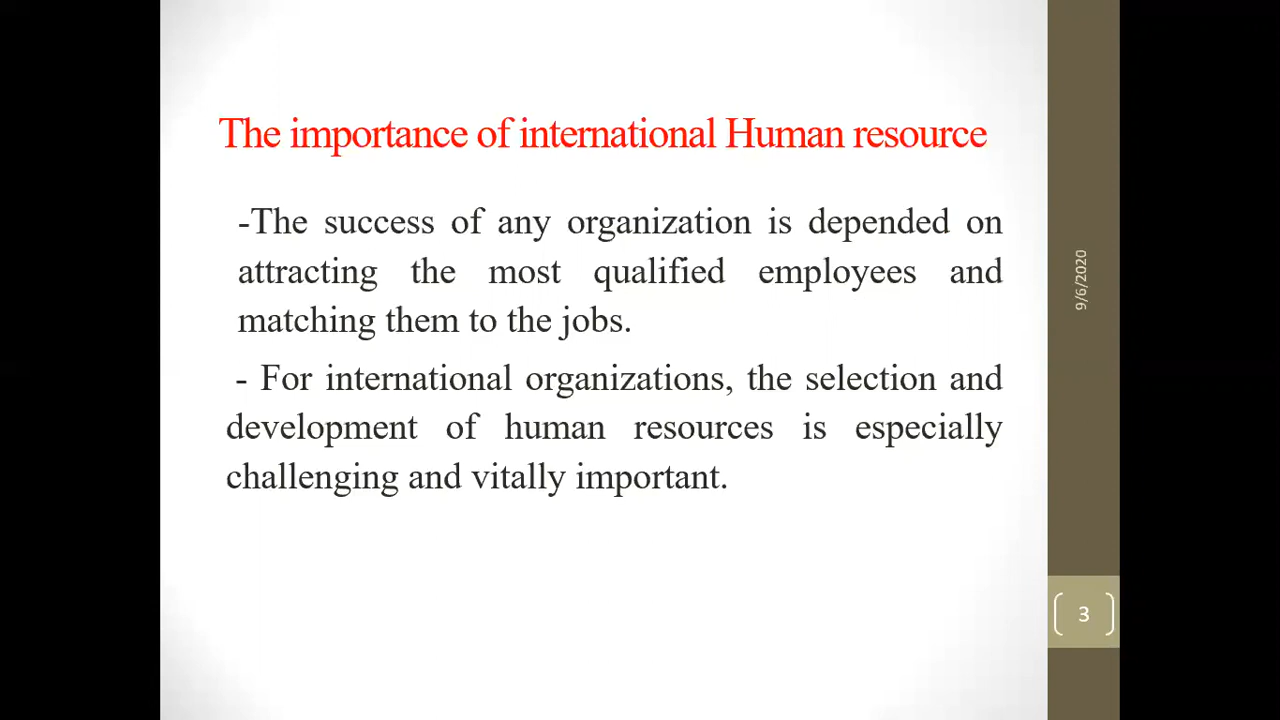 The importance of international Human resource
-The success of any organization is depended on
attracting the most qualified employees and
matching them to the jobs.
- For international organizations, the selection and
development of human resources is especially
challenging and vitally important.
9/6/2020
3